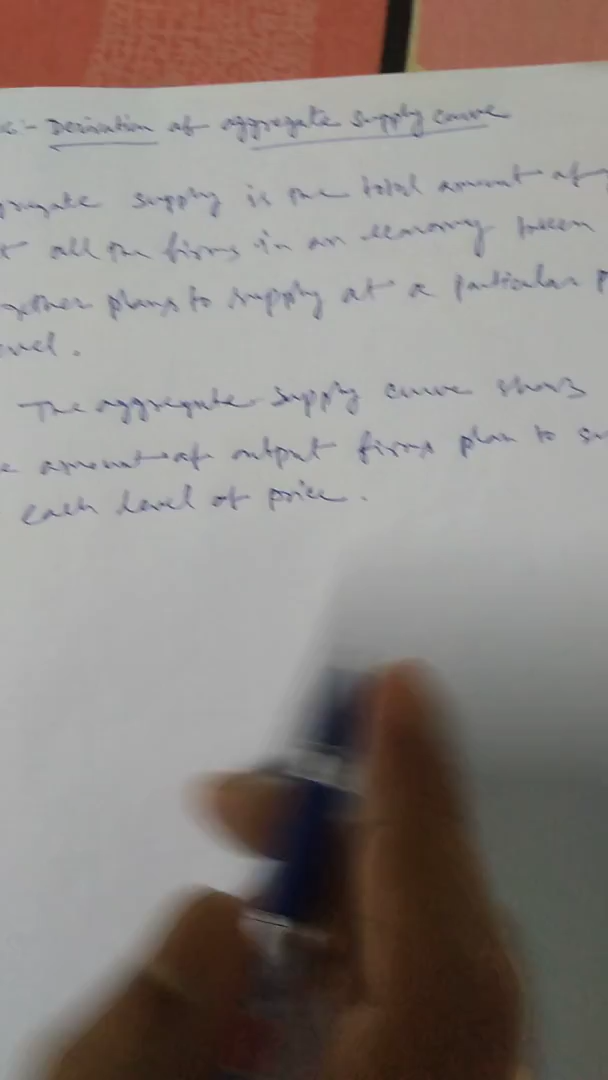 :- Derivation of aggregate supply curve
supply is the total amount of
all the firms in an economy taken
plans to supply at a particular

The aggregate supply curve shows
amount of output firms plan to
each level of price.